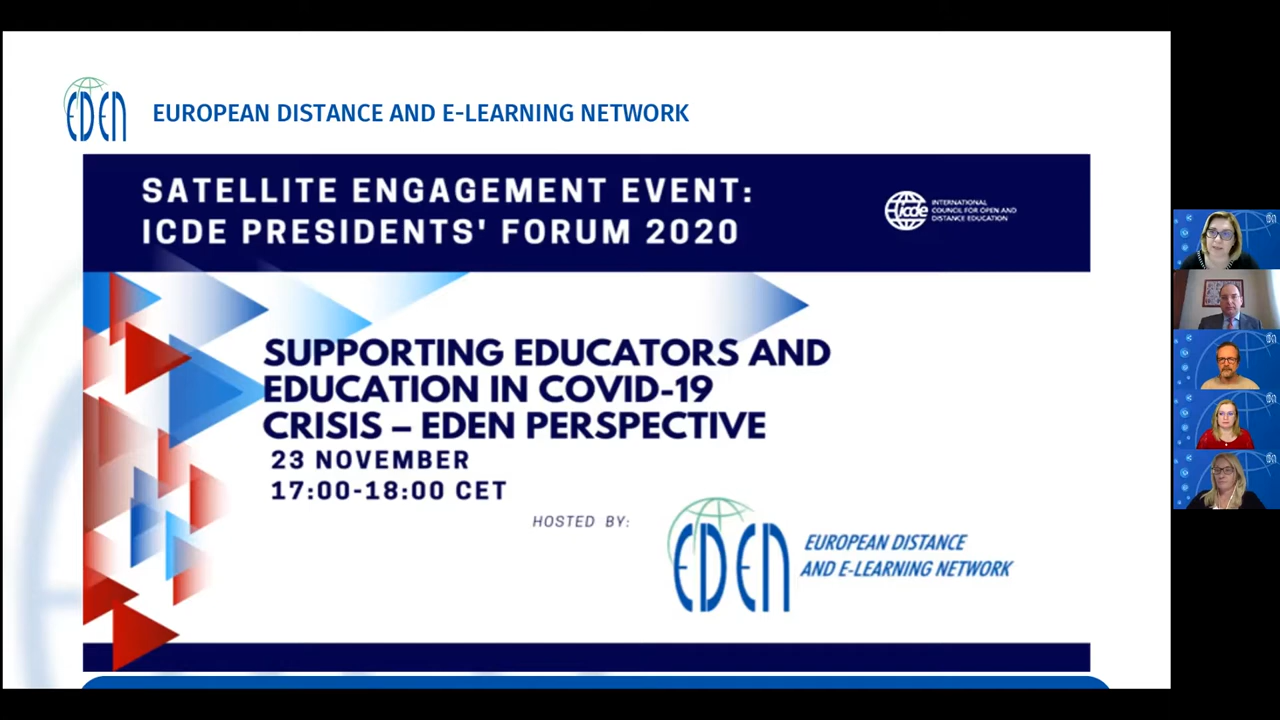 EDEN
EUROPEAN DISTANCE AND E-LEARNING NETWORK
SATELLITE ENGAGEMENT EVENT:
ICDE PRESIDENTS' FORUM 2020
icde
INTERNATIONAL
COUNCIL FOR OPEN AND
DISTANCE EDUCATION
SUPPORTING EDUCATORS AND
EDUCATION IN COVID-19
CRISIS – EDEN PERSPECTIVE
23 NOVEMBER
17:00-18:00 CET
HOSTED BY:
EDEN
EUROPEAN DISTANCE
AND E-LEARNING NETWORK